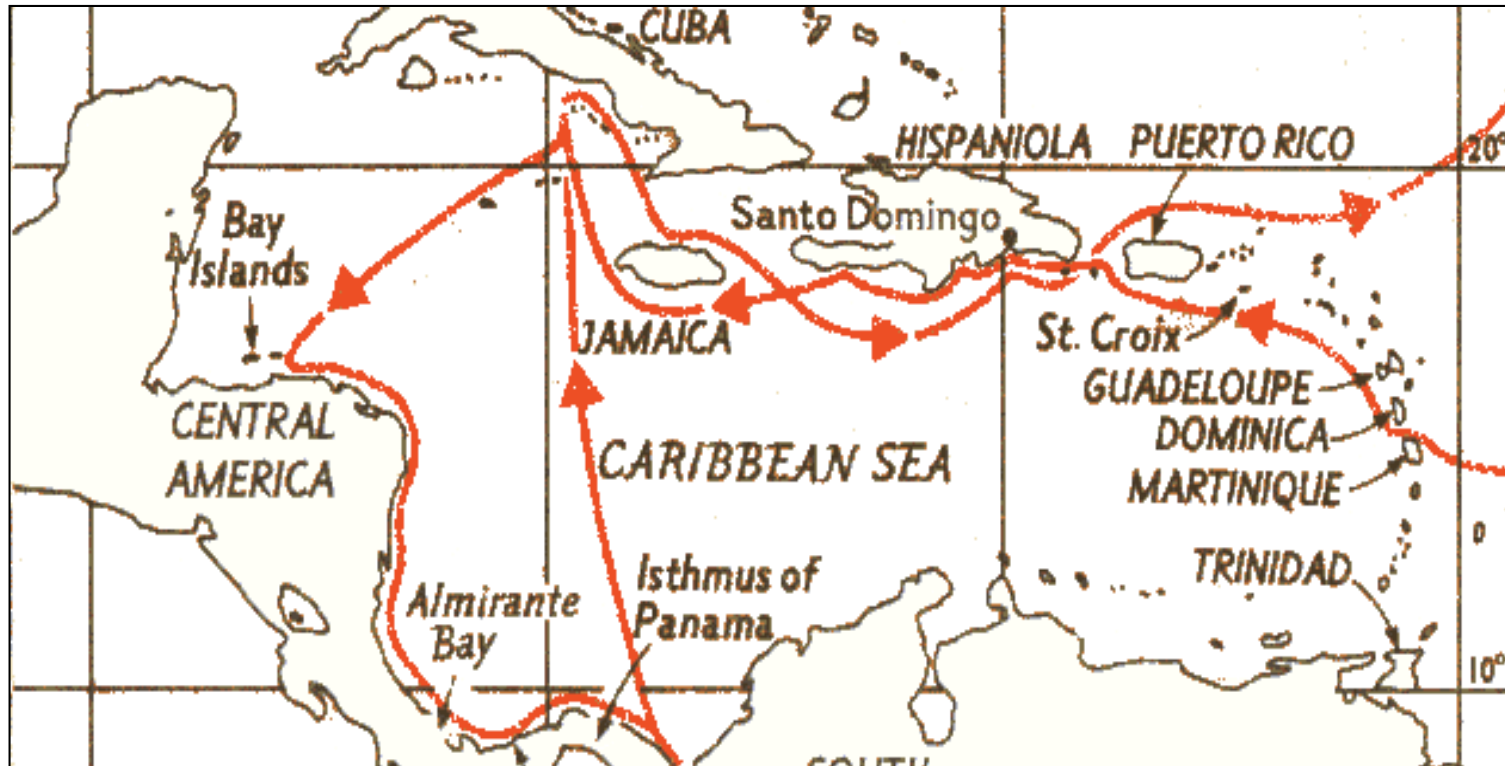 CUBA
HISPANIOLA
PUERTO RICO
20°
Santo Domingo
Bay
Islands
JAMAICA
St. Croix
GUADELOUPE
DOMINICA
MARTINIQUE
CENTRAL
AMERICA
CARIBBEAN SEA
TRINIDAD
Isthmus of
Panama
Almirante
Bay
10°